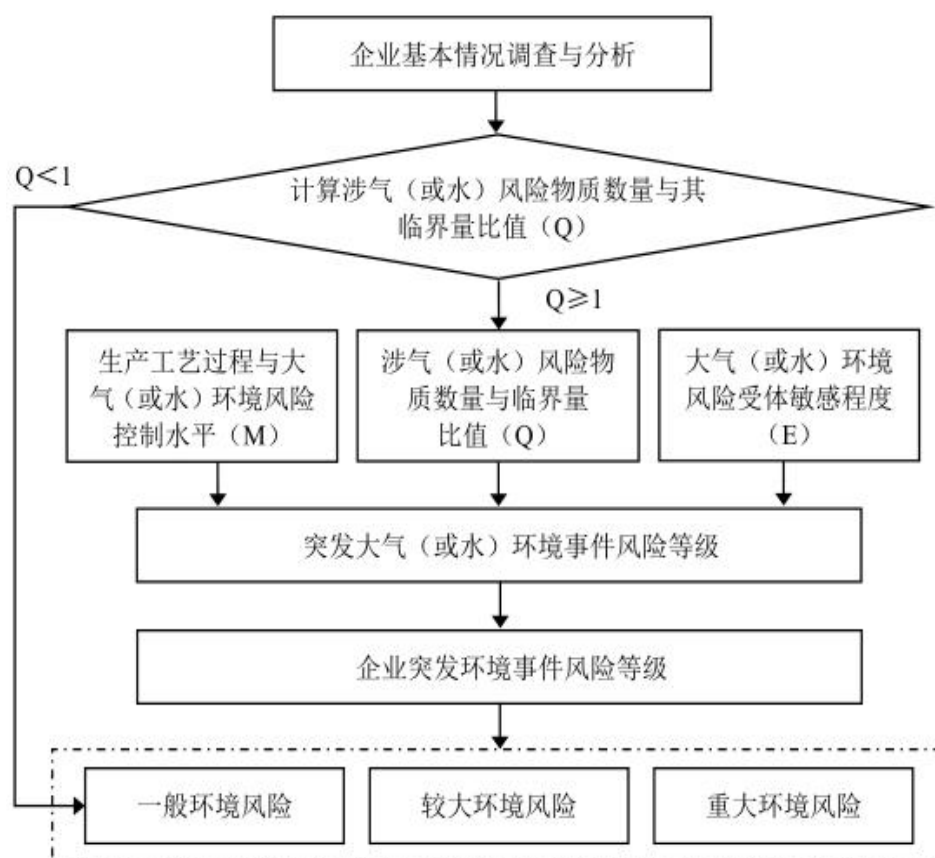 企业基本情况调查与分析
Q＜1
计算涉气（或水）风险物质数量与其
临界量比值（Q）
Q≥1
生产工艺过程与大
气（或水）环境风险
控制水平（M）
涉气（或水）风险物
质数量与临界量
比值（Q）
大气（或水）环境
风险受体敏感程度
（E）
突发大气（或水）环境事件风险等级
企业突发环境事件风险等级
一般环境风险
较大环境风险
重大环境风险